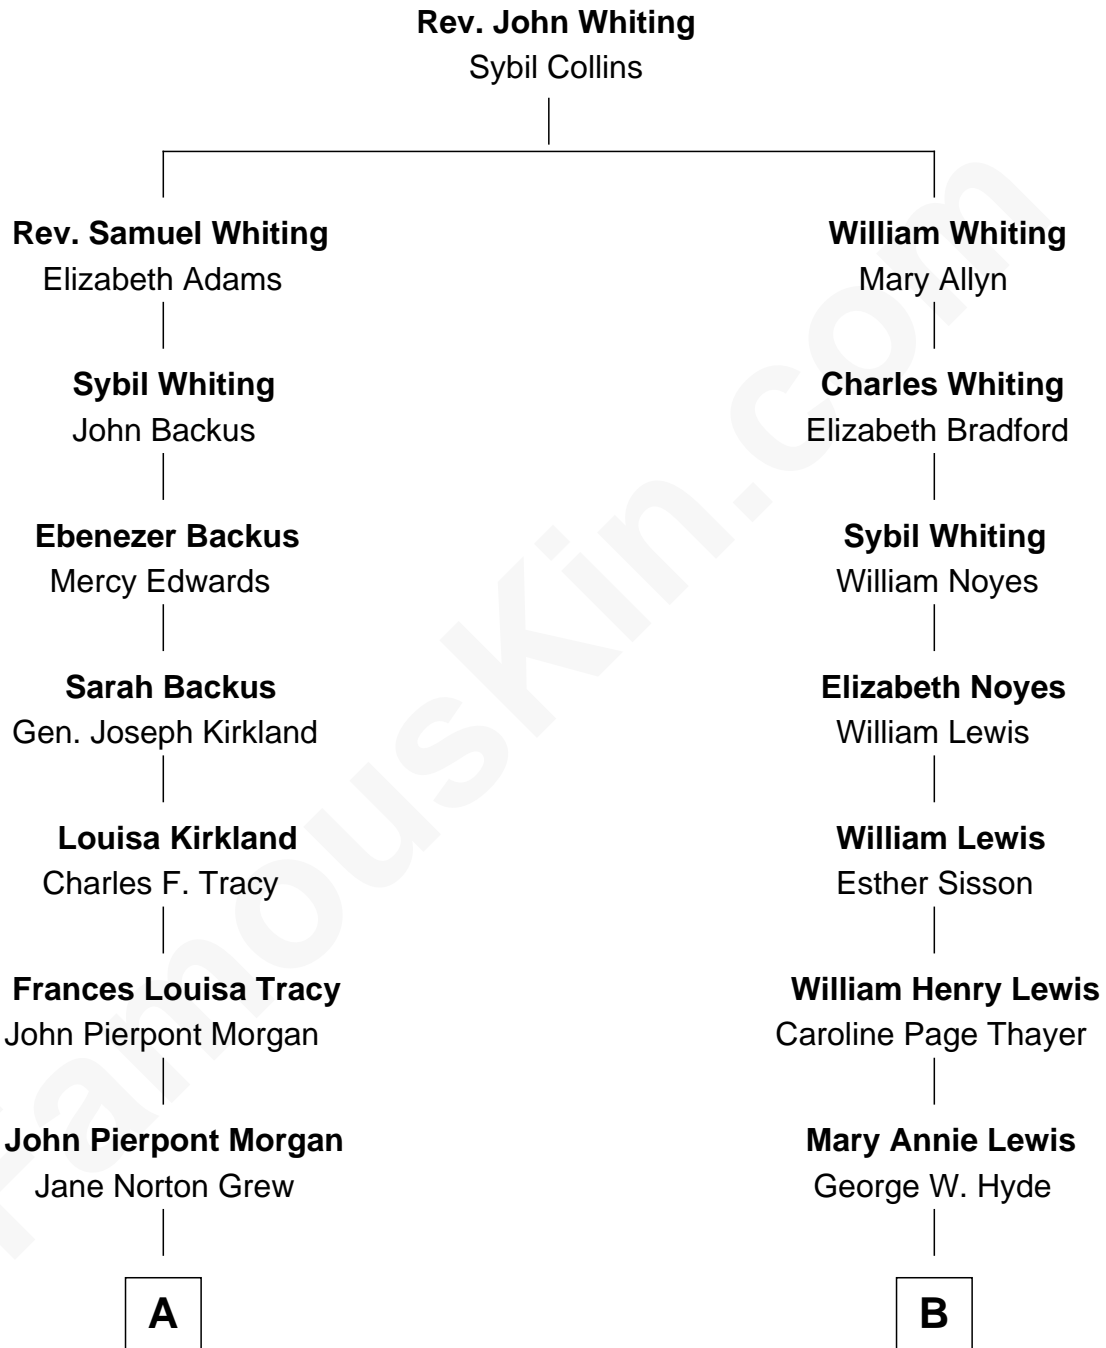 Rev. John Whiting
Sybil Collins
Rev. Samuel Whiting
Elizabeth Adams
William Whiting
Mary Allyn
Sybil Whiting
John Backus
Charles Whiting
Elizabeth Bradford
Ebenezer Backus
Mercy Edwards
Sybil Whiting
William Noyes
Sarah Backus
Gen. Joseph Kirkland
Elizabeth Noyes
William Lewis
Louisa Kirkland
Charles F. Tracy
William Lewis
Esther Sisson
Frances Louisa Tracy
John Pierpont Morgan
William Henry Lewis
Caroline Page Thayer
John Pierpont Morgan
Jane Norton Grew
Mary Annie Lewis
George W. Hyde
A
B
FamousKin.com